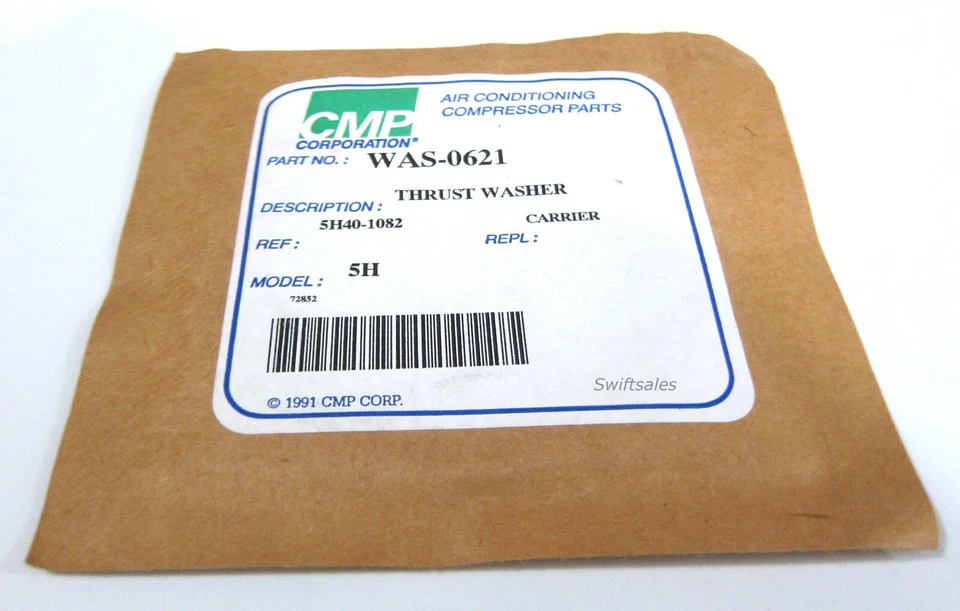 CMP
CORPORATION®
AIR CONDITIONING
COMPRESSOR PARTS
PART NO.: WAS-0621
DESCRIPTION: THRUST WASHER
5H40-1082 CARRIER
REF: REPL:
MODEL: 5H
72852
© 1991 CMP CORP.
Swiftsales